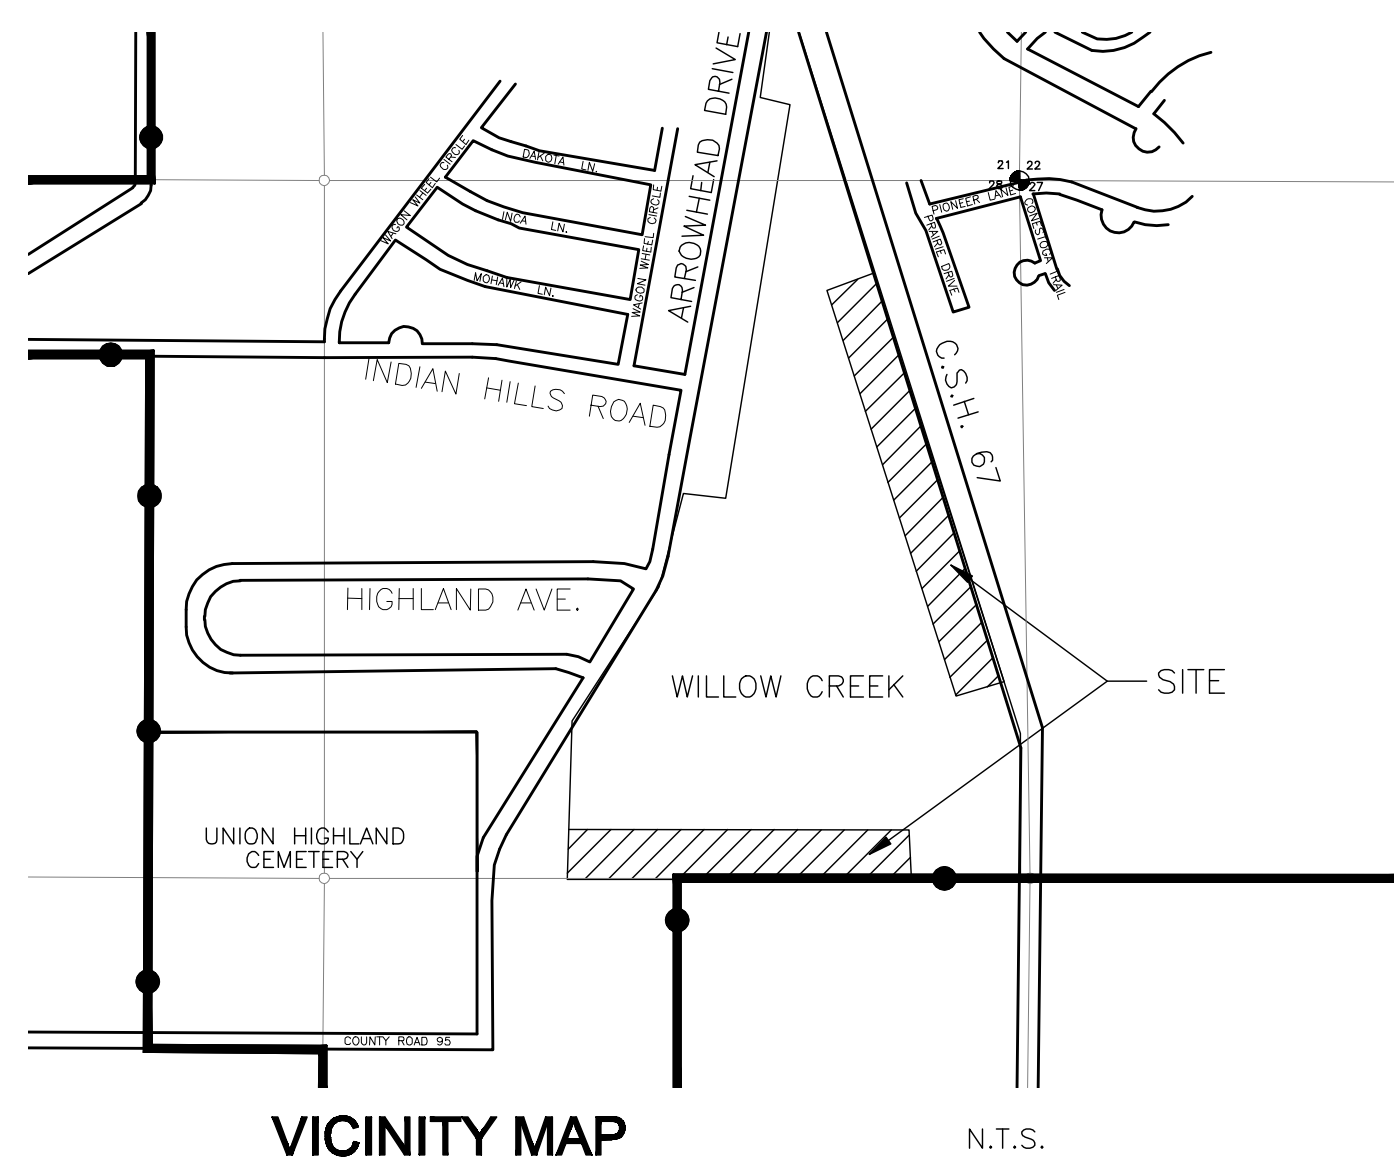 ARROWHEAD DRIVE
WAGON WHEEL CIRCLE
DAKOTA LN.
INCA LN.
MOHAWK LN.
WAGON WHEEL CIRCLE
21 22
28 27
PIONEER LANE
PRAIRIE DRIVE
CONESTOGA TRAIL
INDIAN HILLS ROAD
C.S.H. 67
HIGHLAND AVE.
WILLOW CREEK
SITE
UNION HIGHLAND
CEMETERY
COUNTY ROAD 95
VICINITY MAP
N.T.S.